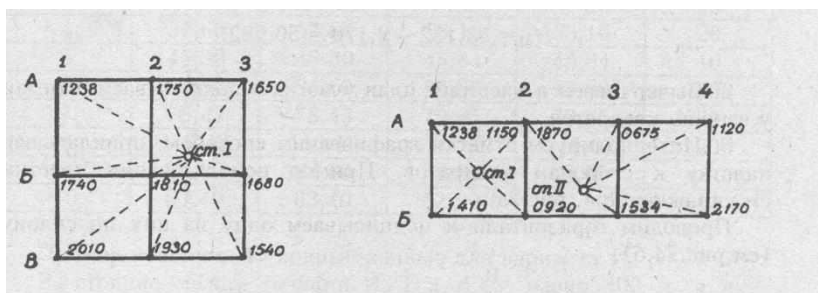 1 2 3
А 1238 1750 1650
ст. I
Б 1740 1810 1680
В 2010 1930 1540
1 2 3 4
А 1238 1159 1870 0675 1120
ст I ст II
Б 1410 0920 1534 2170